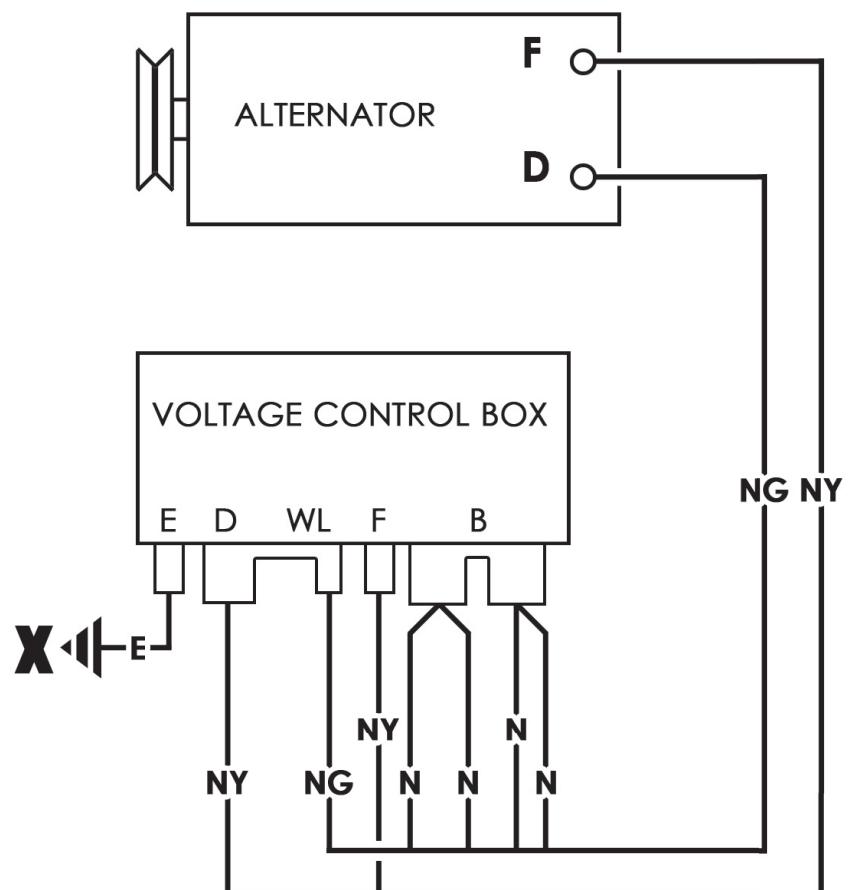 F
ALTERNATOR
D
VOLTAGE CONTROL BOX
E D WL F B
NG NY
X E
NY N
NY NG N N N